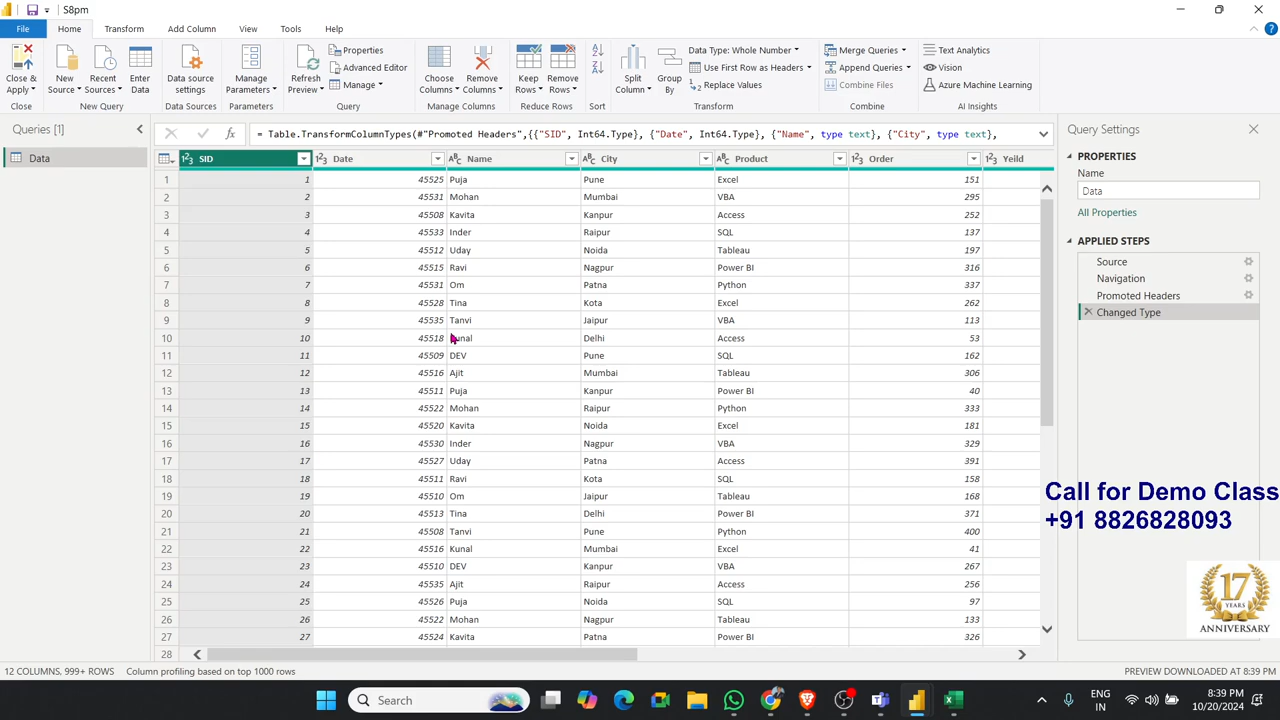 S8pm
File Home Transform Add Column View Tools Help
Close & Apply
New Source
Recent Sources
Enter Data
Data source settings
Manage Parameters
Refresh Preview
Properties
Advanced Editor
Manage
Choose Columns
Remove Columns
Keep Rows
Remove Rows
Split Column
Group By
Data Type: Whole Number
Use First Row as Headers
Replace Values
Merge Queries
Append Queries
Combine Files
Text Analytics
Vision
Azure Machine Learning
Close New Query Data Sources Parameters Query Manage Columns Reduce Rows Sort Transform Combine AI Insights
Queries [1]
Data
= Table.TransformColumnTypes(#"Promoted Headers",{{"SID", Int64.Type}, {"Date", Int64.Type}, {"Name", type text}, {"City", type text},
SID Date Name City Product Order Yeild
1 1 45525 Puja Pune Excel 151
2 2 45531 Mohan Mumbai VBA 295
3 3 45508 Kavita Kanpur Access 252
4 4 45533 Inder Raipur SQL 137
5 5 45512 Uday Noida Tableau 197
6 6 45515 Ravi Nagpur Power BI 316
7 7 45531 Om Patna Python 337
8 8 45528 Tina Kota Excel 262
9 9 45535 Tanvi Jaipur VBA 113
10 10 45518 Kunal Delhi Access 53
11 11 45509 DEV Pune SQL 162
12 12 45516 Ajit Mumbai Tableau 306
13 13 45511 Puja Kanpur Power BI 40
14 14 45522 Mohan Raipur Python 333
15 15 45520 Kavita Noida Excel 181
16 16 45530 Inder Nagpur VBA 329
17 17 45527 Uday Patna Access 391
18 18 45511 Ravi Kota SQL 158
19 19 45510 Om Jaipur Tableau 168
20 20 45513 Tina Delhi Power BI 371
21 21 45508 Tanvi Pune Python 400
22 22 45516 Kunal Mumbai Excel 41
23 23 45510 DEV Kanpur VBA 267
24 24 45535 Ajit Raipur Access 256
25 25 45526 Puja Noida SQL 97
26 26 45522 Mohan Nagpur Tableau 133
27 27 45524 Kavita Patna Power BI 326
28
Query Settings
PROPERTIES
Name
Data
All Properties
APPLIED STEPS
Source
Navigation
Promoted Headers
Changed Type
Call for Demo Class
+91 8826828093
17
YEARS
ANNIVERSARY
12 COLUMNS, 999+ ROWS Column profiling based on top 1000 rows PREVIEW DOWNLOADED AT 8:39 PM
Search
ENG
IN
8:39 PM
10/20/2024